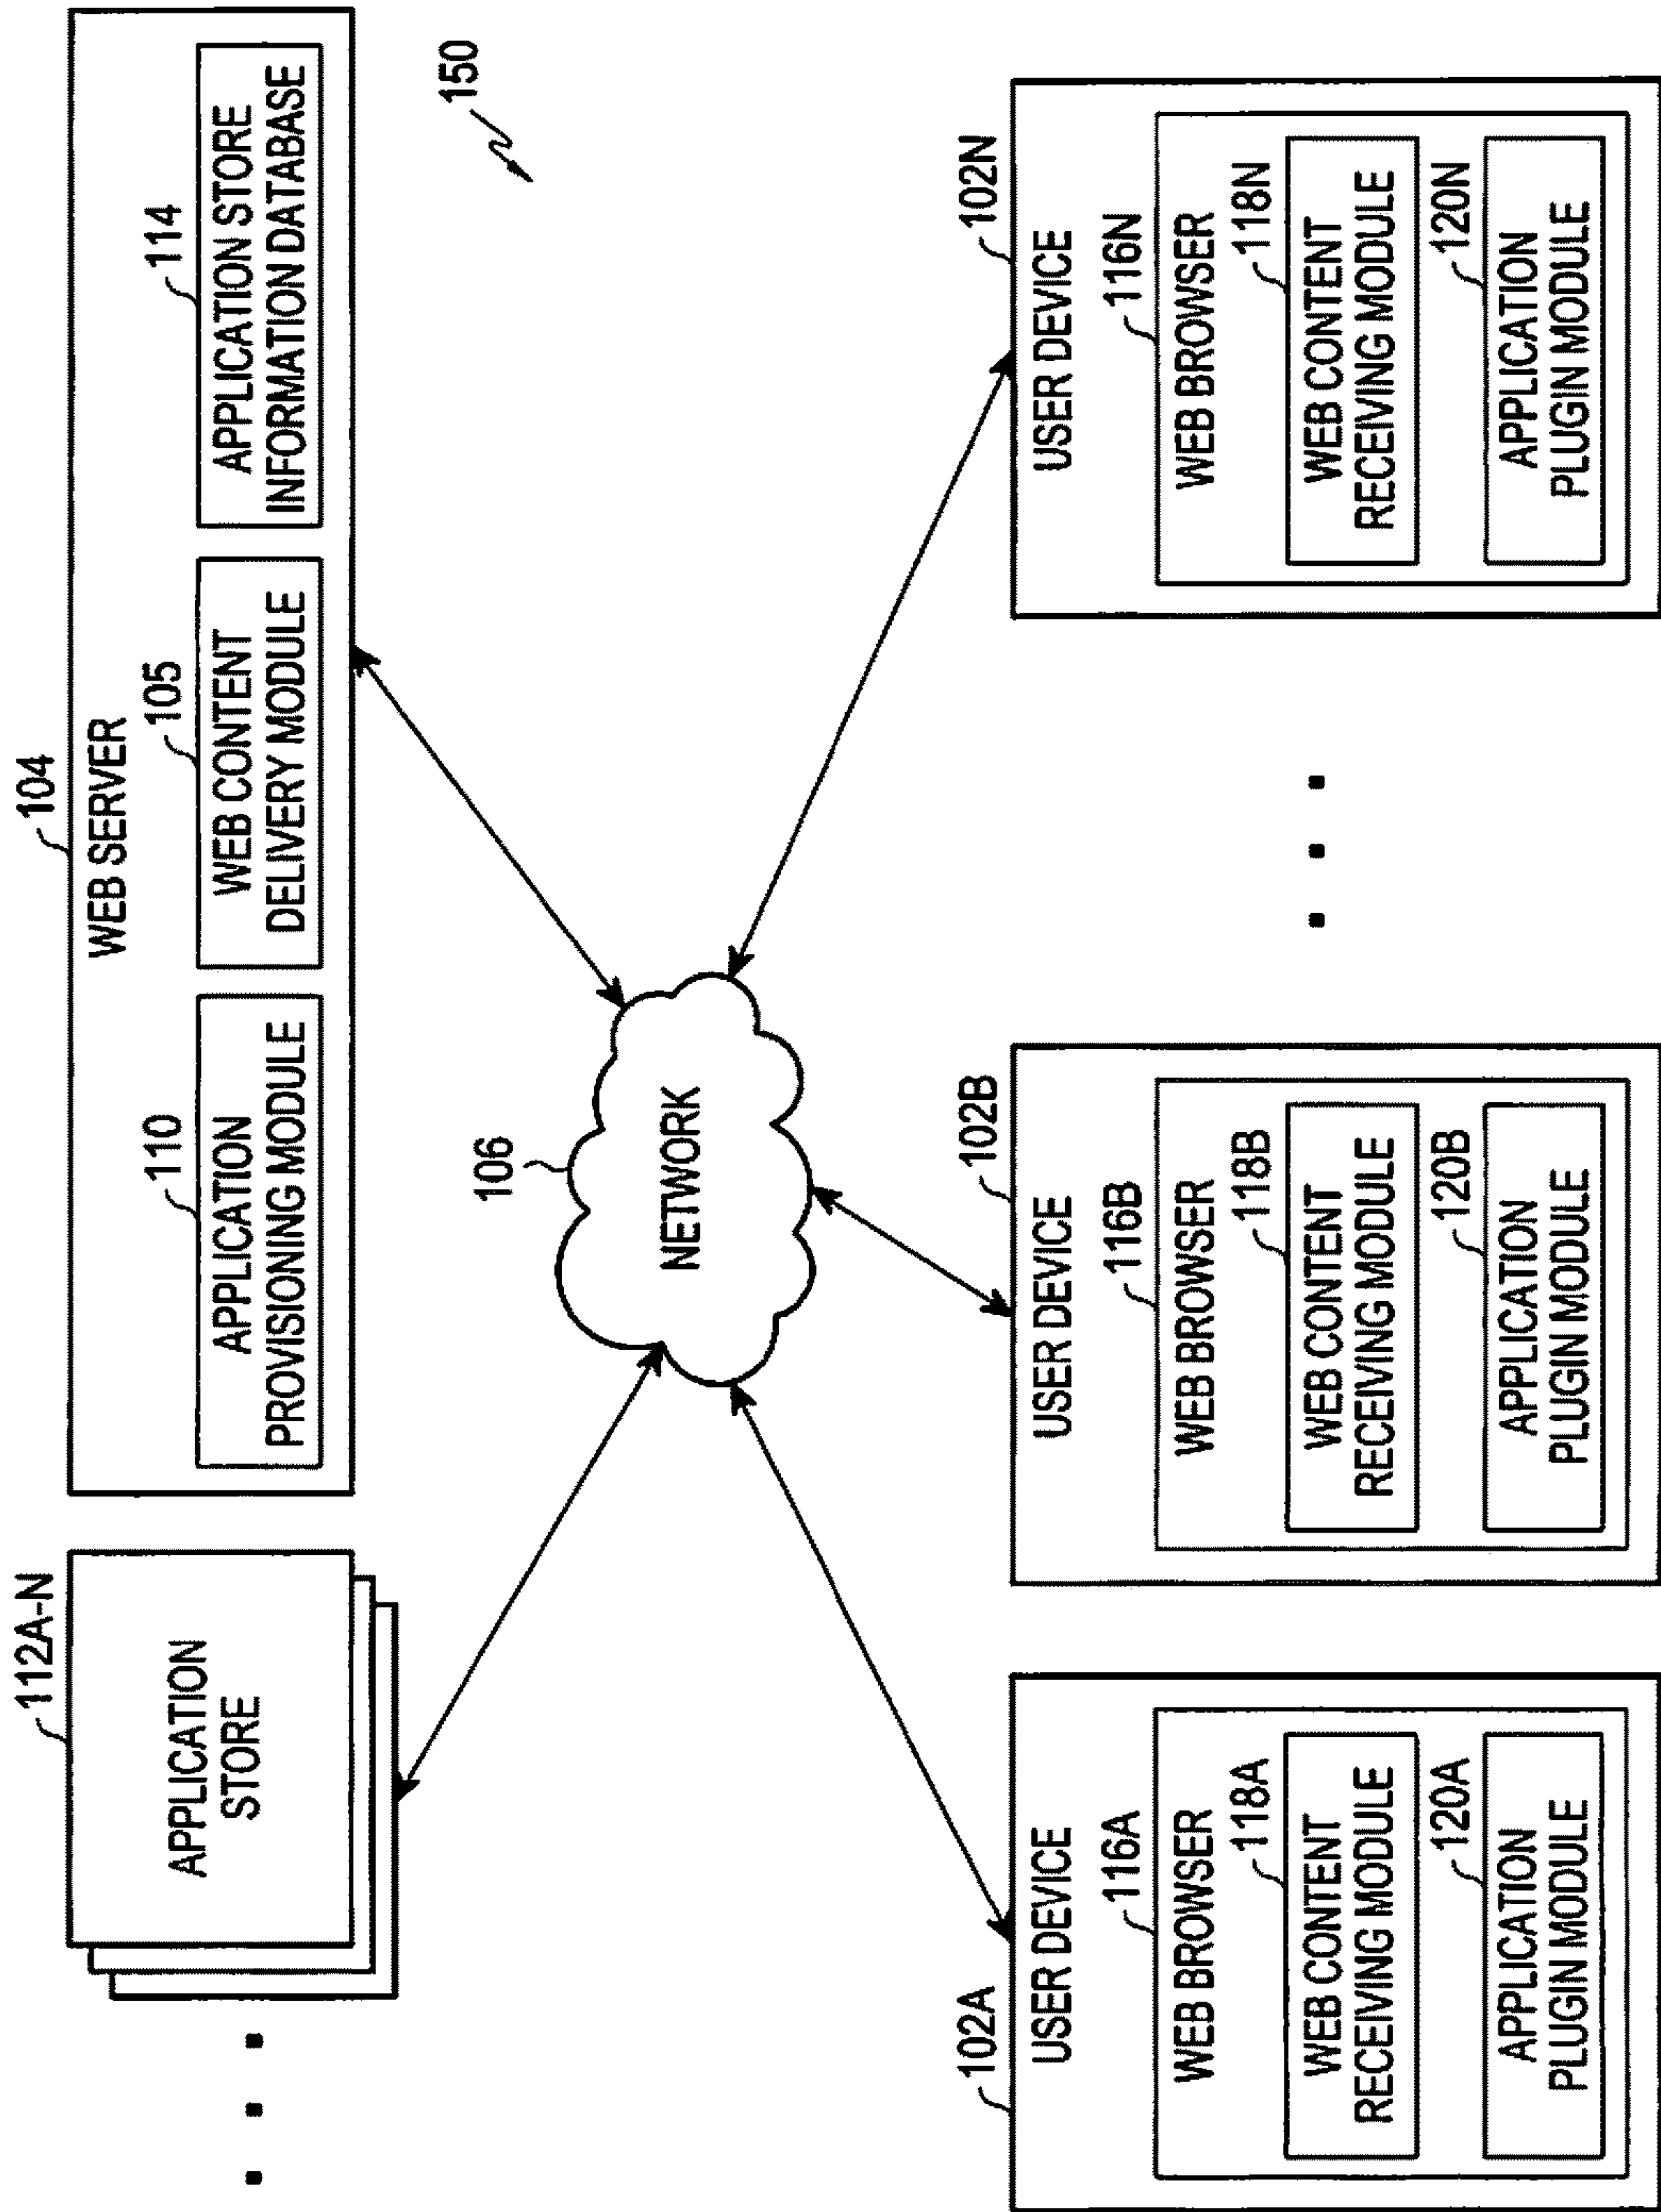 112A-N
APPLICATION
STORE
104
WEB SERVER
110
APPLICATION
PROVISIONING MODULE
105
WEB CONTENT
DELIVERY MODULE
114
APPLICATION STORE
INFORMATION DATABASE
150
106
NETWORK
102A
USER DEVICE
116A
WEB BROWSER
118A
WEB CONTENT
RECEIVING MODULE
120A
APPLICATION
PLUGIN MODULE
102B
USER DEVICE
116B
WEB BROWSER
118B
WEB CONTENT
RECEIVING MODULE
120B
APPLICATION
PLUGIN MODULE
102N
USER DEVICE
116N
WEB BROWSER
118N
WEB CONTENT
RECEIVING MODULE
120N
APPLICATION
PLUGIN MODULE